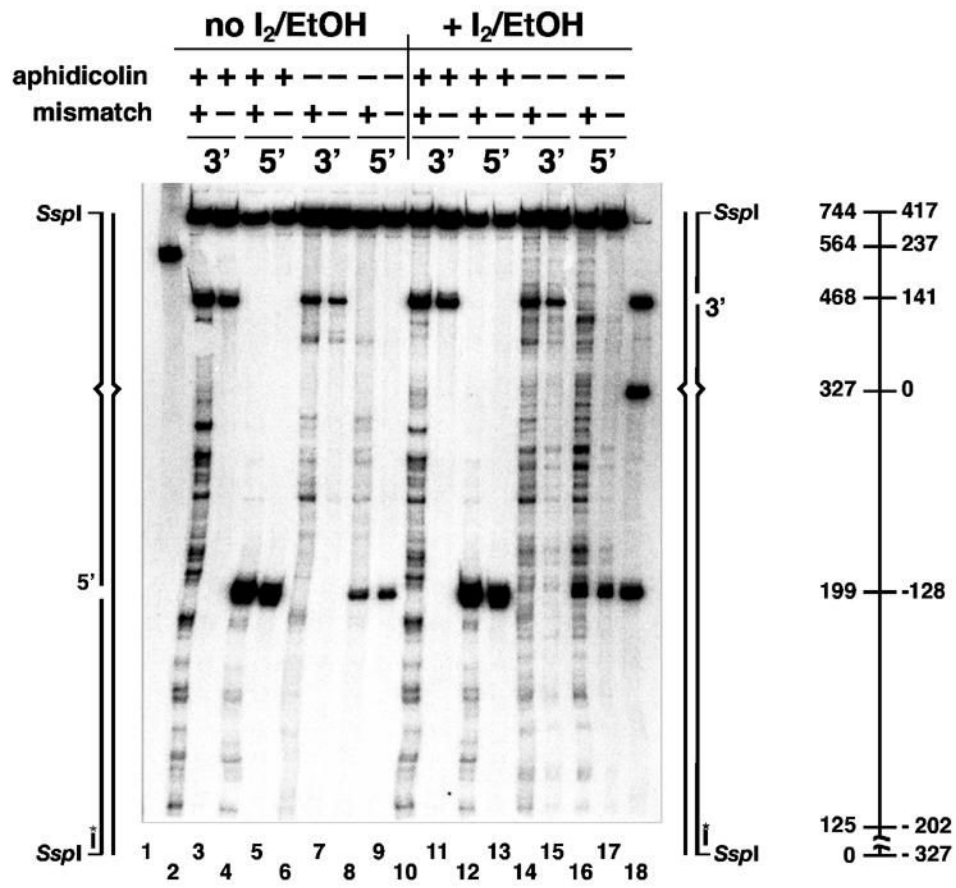 no I₂/EtOH + I₂/EtOH
aphidicolin + + + + – – – – + + + + – – – –
mismatch + – + – + – + – + – + – + – + –
3’ 5’ 3’ 5’ 3’ 5’ 3’ 5’
SspI SspI 744 417
564 237
3’ 468 141
327 0
5’ 199 -128
125 - 202
* *
SspI SspI 0 -327
1 3 5 7 9 11 13 15 17
2 4 6 8 10 12 14 16 18